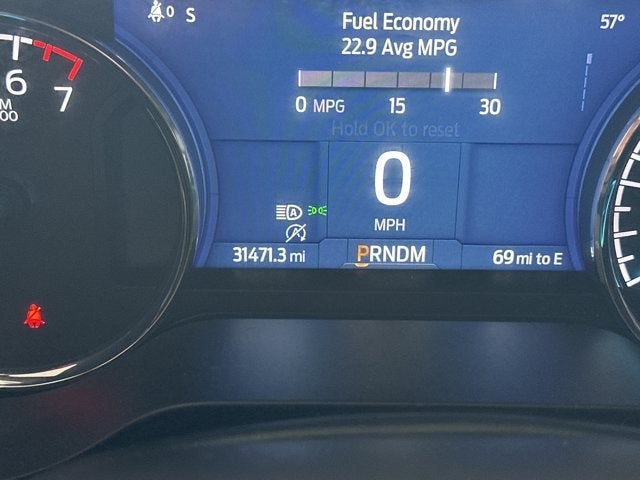 0 S
Fuel Economy
57°
22.9 Avg MPG
6
7
0 MPG 15 30
Hold OK to reset
0
MPH
A
A
31471.3 mi
PRNDM
69 mi to E